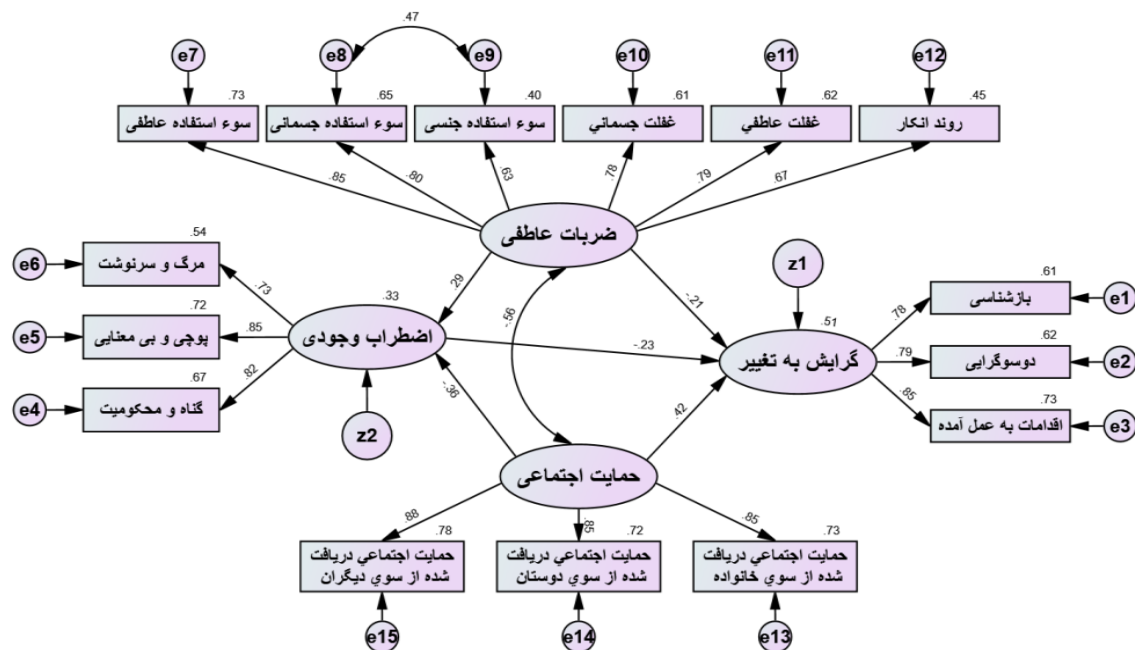 .47
e7
e8
e9
e10
e11
e12
.73
.65
.40
.61
.62
.45
سوء استفاده عاطفی
سوء استفاده جسمانی
سوء استفاده جنسی
غفلت جسماني
غفلت عاطفي
روند انکار
.85
.80
.63
.78
.79
.67
ضربات عاطفی
e6
.54
مرگ و سرنوشت
.73
.29
-.21
z1
.61
بازشناسی
e1
.78
e5
.72
پوچی و بی معنایی
.85
.33
اضطراب وجودی
-.56
-.23
.51
گرایش به تغییر
.79
.62
دوسوگرایی
e2
e4
.67
گناه و محکومیت
.82
z2
-.36
.42
.85
.73
اقدامات به عمل آمده
e3
حمایت اجتماعی
.88
.85
.85
.78
.72
.73
حمایت اجتماعي دریافت
شده از سوي دیگران
حمایت اجتماعي دریافت
شده از سوي دوستان
حمایت اجتماعي دریافت
شده از سوي خانواده
e15
e14
e13